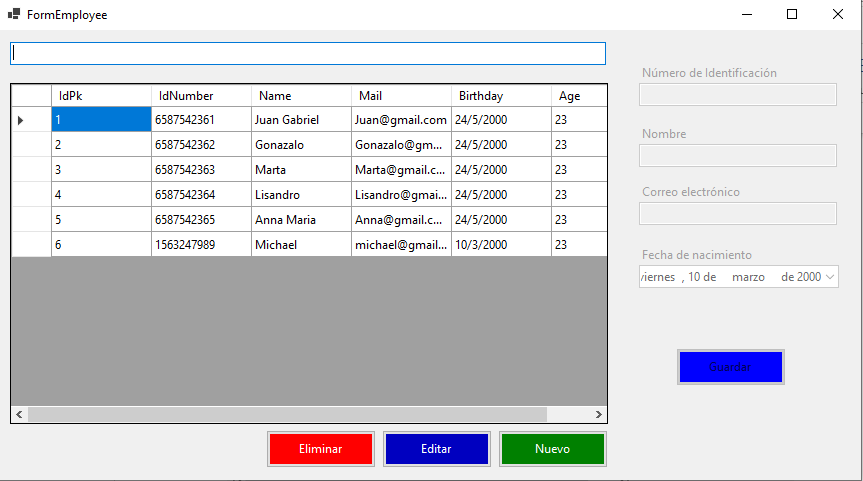 FormEmployee
IdPk IdNumber Name Mail Birthday Age
1 6587542361 Juan Gabriel Juan@gmail.com 24/5/2000 23
2 6587542362 Gonazalo Gonazalo@gm... 24/5/2000 23
3 6587542363 Marta Marta@gmail.c... 24/5/2000 23
4 6587542364 Lisandro Lisandro@gmai... 24/5/2000 23
5 6587542365 Anna Maria Anna@gmail.c... 24/5/2000 23
6 1563247989 Michael michael@gmail... 10/3/2000 23
Eliminar Editar Nuevo
Número de Identificación
Nombre
Correo electrónico
Fecha de nacimiento
viernes , 10 de marzo de 2000
Guardar